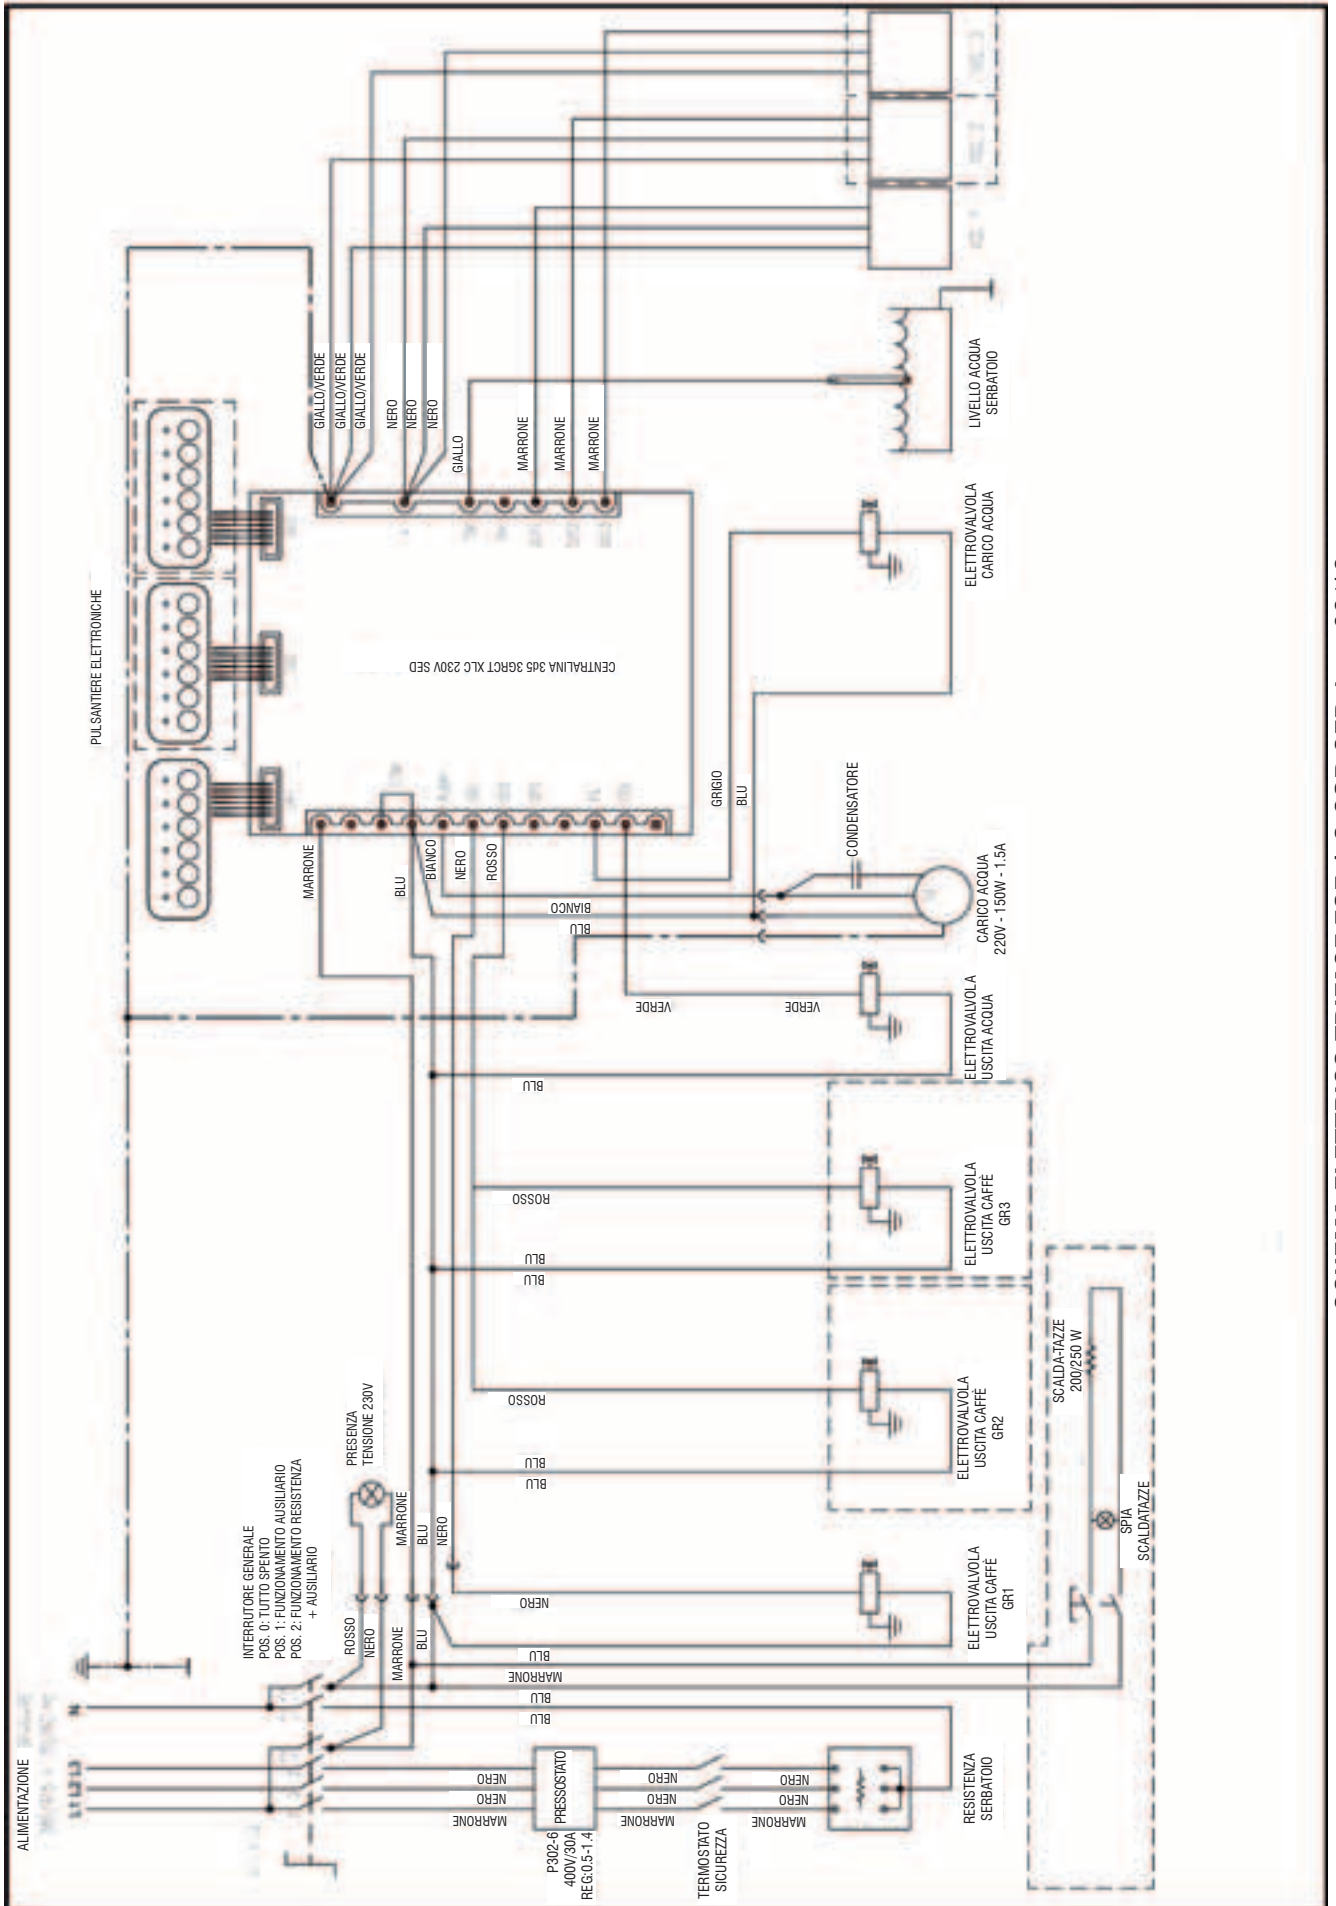 ALIMENTAZIONE
N
L1 L2 L3
INTERRUTORE GENERALE
POS. 0: TUTTO SPENTO
POS. 1: FUNZIONAMENTO AUSILIARIO
POS. 2: FUNZIONAMENTO RESISTENZA
+ AUSILIARIO
PRESENZA
TENSIONE 230V
ROSSO
NERO
MARRONE
BLU
MARRONE
BLU
NERO
PULSANTIERE ELETTRONICHE
CENTRALINA 3d5 3GRCT XLC 230V SED
MARRONE
BLU
BIANCO
NERO
ROSSO
GIALLO/VERDE
GIALLO/VERDE
GIALLO/VERDE
NERO
NERO
NERO
GIALLO
MARRONE
MARRONE
MARRONE
GRIGIO
BLU
BIANCO
BLU
CONDENSATORE
VERDE
VERDE
BLU
ROSSO
BLU
BLU
ROSSO
BLU
BLU
NERO
BLU
MARRONE
BLU
BLU
NERO
NERO
MARRONE
P302-6
400V/30A
REG:0.5-1.4
PRESSOSTATO
NERO
NERO
MARRONE
TERMOSTATO
SICUREZZA
NERO
NERO
MARRONE
RESISTENZA
SERBATOIO
ELETTROVALVOLA
USCITA CAFFÈ
GR1
ELETTROVALVOLA
USCITA CAFFÈ
GR2
ELETTROVALVOLA
USCITA CAFFÈ
GR3
ELETTROVALVOLA
USCITA ACQUA
CARICO ACQUA
220V - 150W - 1.5A
ELETTROVALVOLA
CARICO ACQUA
LIVELLO ACQUA
SERBATOIO
SCALDA-TAZZE
200/250 W
SPIA
SCALDATAZZE